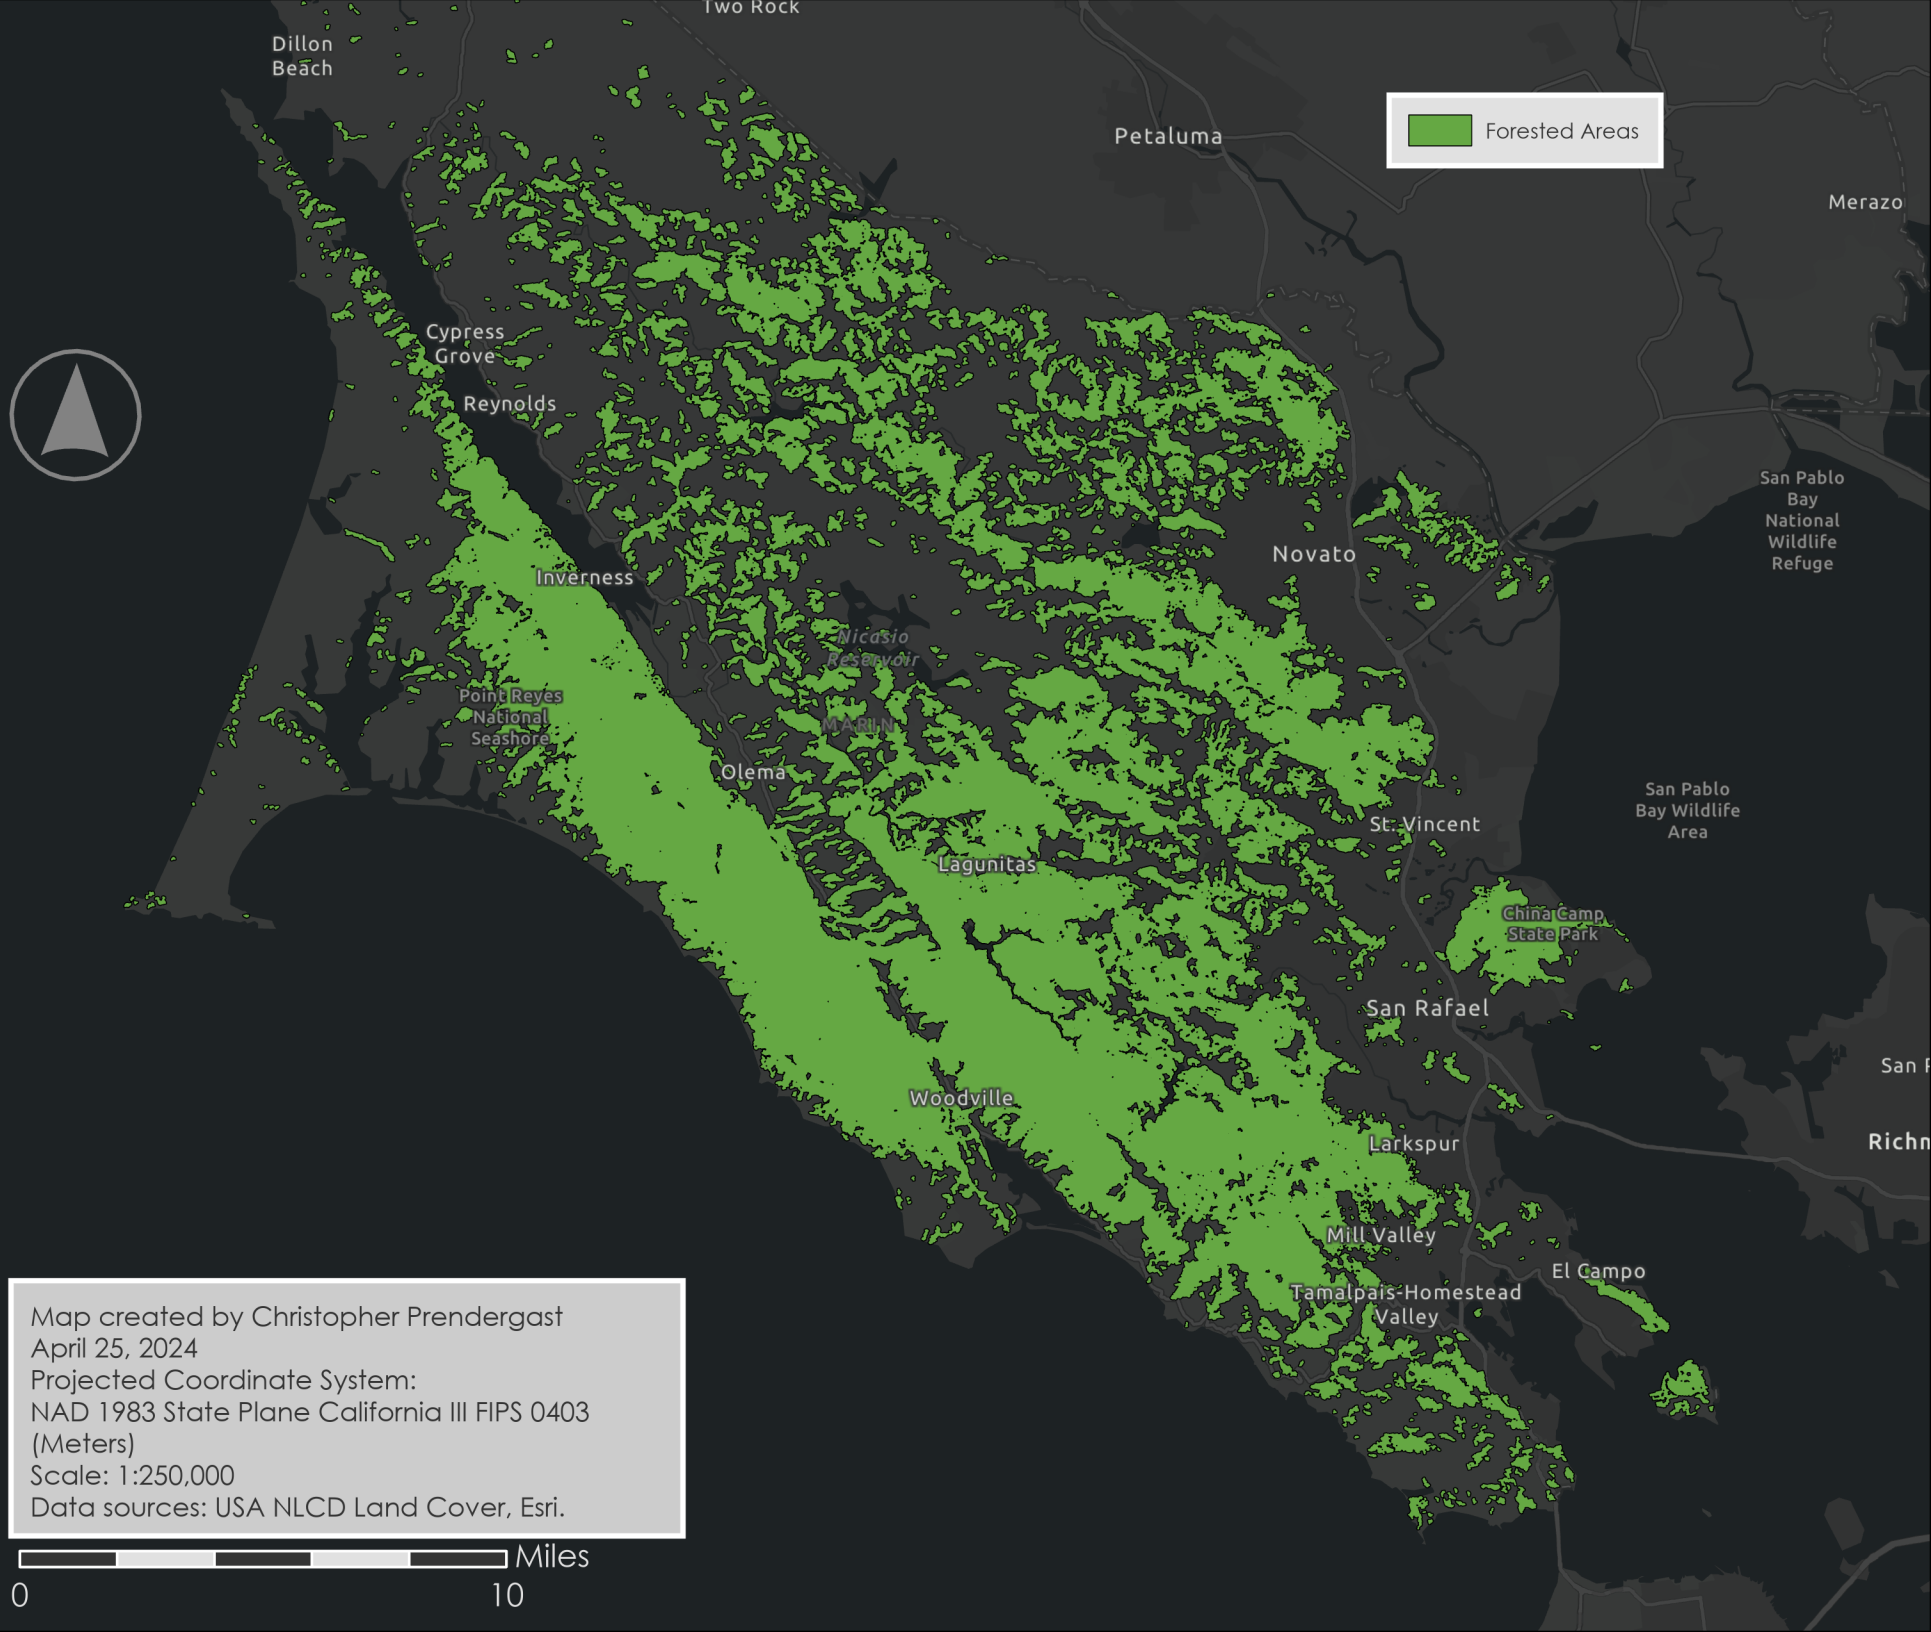 Two Rock
Dillon
Beach
Petaluma
Forested Areas
Merazo
Cypress
Grove
Reynolds
San Pablo
Bay
National
Wildlife
Refuge
Novato
Inverness
Nicasio
Reservoir
Point Reyes
National
Seashore
MARIN
Olema
San Pablo
Bay Wildlife
Area
St. Vincent
Lagunitas
China Camp
State Park
San Rafael
San
Woodville
Larkspur
Richm
Mill Valley
El Campo
Tamalpais-Homestead
Valley
Map created by Christopher Prendergast
April 25, 2024
Projected Coordinate System:
NAD 1983 State Plane California III FIPS 0403
(Meters)
Scale: 1:250,000
Data sources: USA NLCD Land Cover, Esri.
Miles
0 10